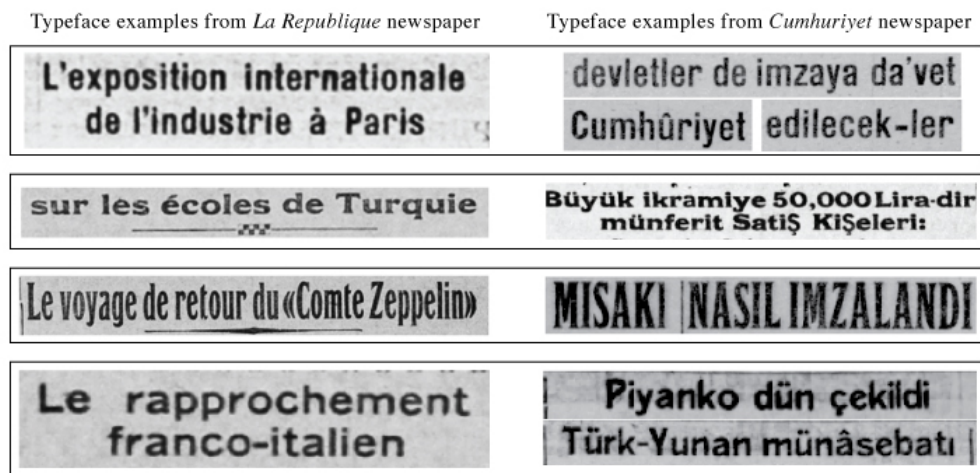 Typeface examples from La Republique newspaper
Typeface examples from Cumhuriyet newspaper
L'exposition internationale
de l'industrie à Paris
devletler de imzaya da'vet
Cumhûriyet edilecek-ler
sur les écoles de Turquie
Büyük ikramiye 50,000 Lira-dir
münferit SatiŞ KiŞeleri:
Le voyage de retour du «Comte Zeppelin»
MISAKI NASIL IMZALANDI
Le rapprochement
franco-italien
Piyanko dün çekildi
Türk-Yunan münâsebatı